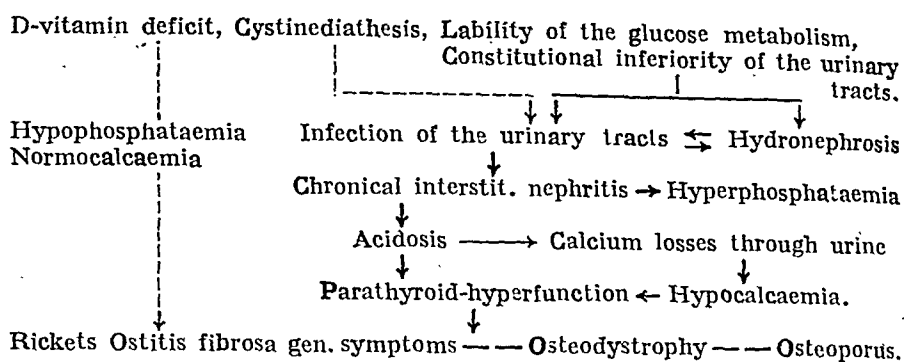 D-vitamin deficit, Cystinediathesis, Lability of the glucose metabolism,
Constitutional inferiority of the urinary
tracts.
Hypophosphataemia
Normocalcaemia
Infection of the urinary tracts ⇆ Hydronephrosis
Chronical interstit. nephritis → Hyperphosphataemia
Acidosis → Calcium losses through urine
Parathyroid-hyperfunction ← Hypocalcaemia.
Rickets Ostitis fibrosa gen. symptoms — — Osteodystrophy — — Osteoporus.